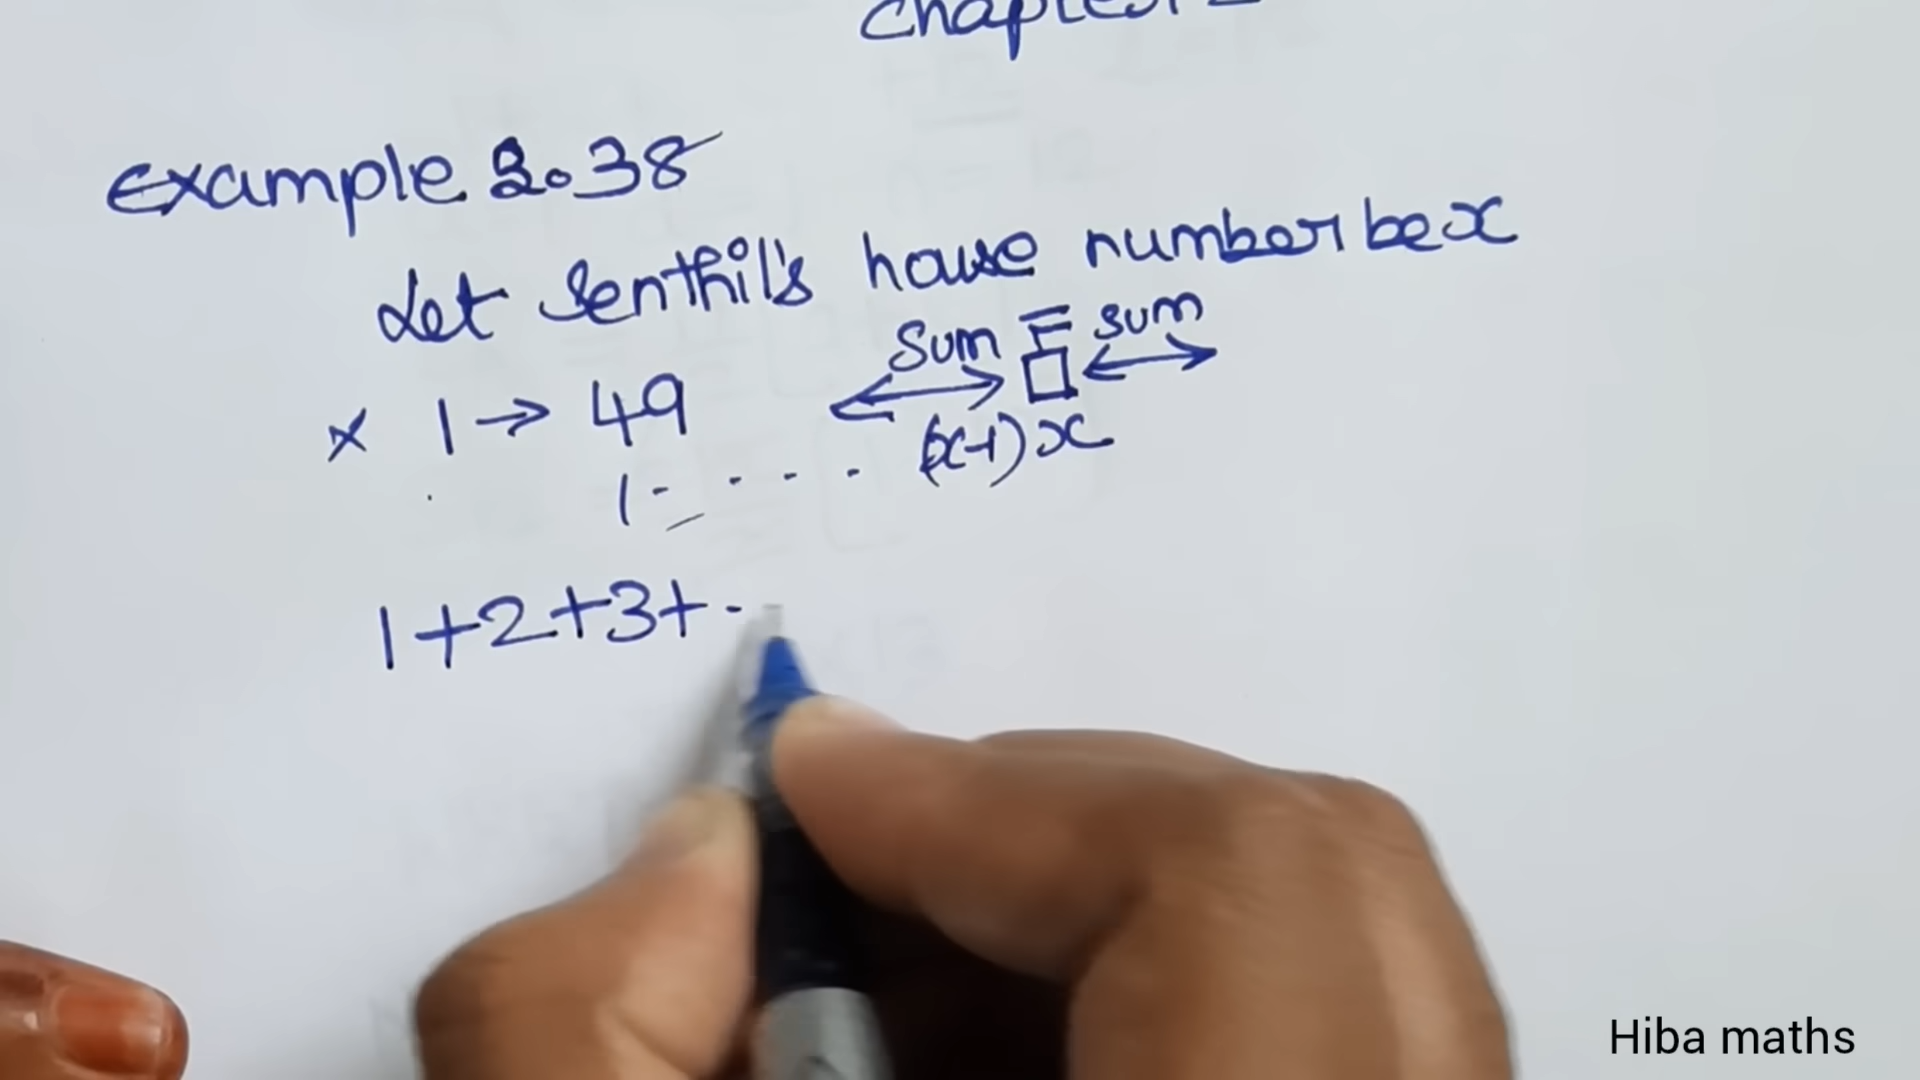 Chapter
Example 2.38
Let Senthil's house number be x
Sum sum
x 1 → 49
(x-1) x
1 - . . . .
1+2+3+ .
Hiba maths